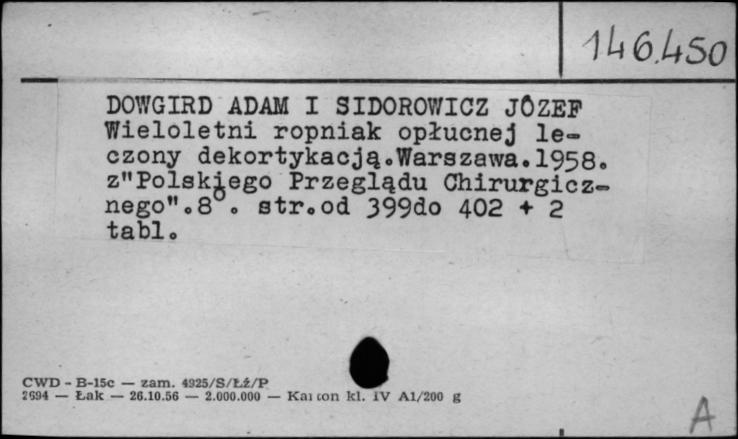 146.450
DOWGIRD ADAM I SIDOROWICZ JÓZEF
Wieloletni ropniak opłucnej le=
czony dekortykacją.Warszawa.1958.
z"Polskiego Przeglądu Chirurgicz=
nego".8°. str.od 399do 402 + 2
tabl.
CWD - B-15c — zam. 4925/S/Łź/P
2694 — Łak — 26.10.56 — 2.000.000 — Karton kl. IV A1/200 g
A